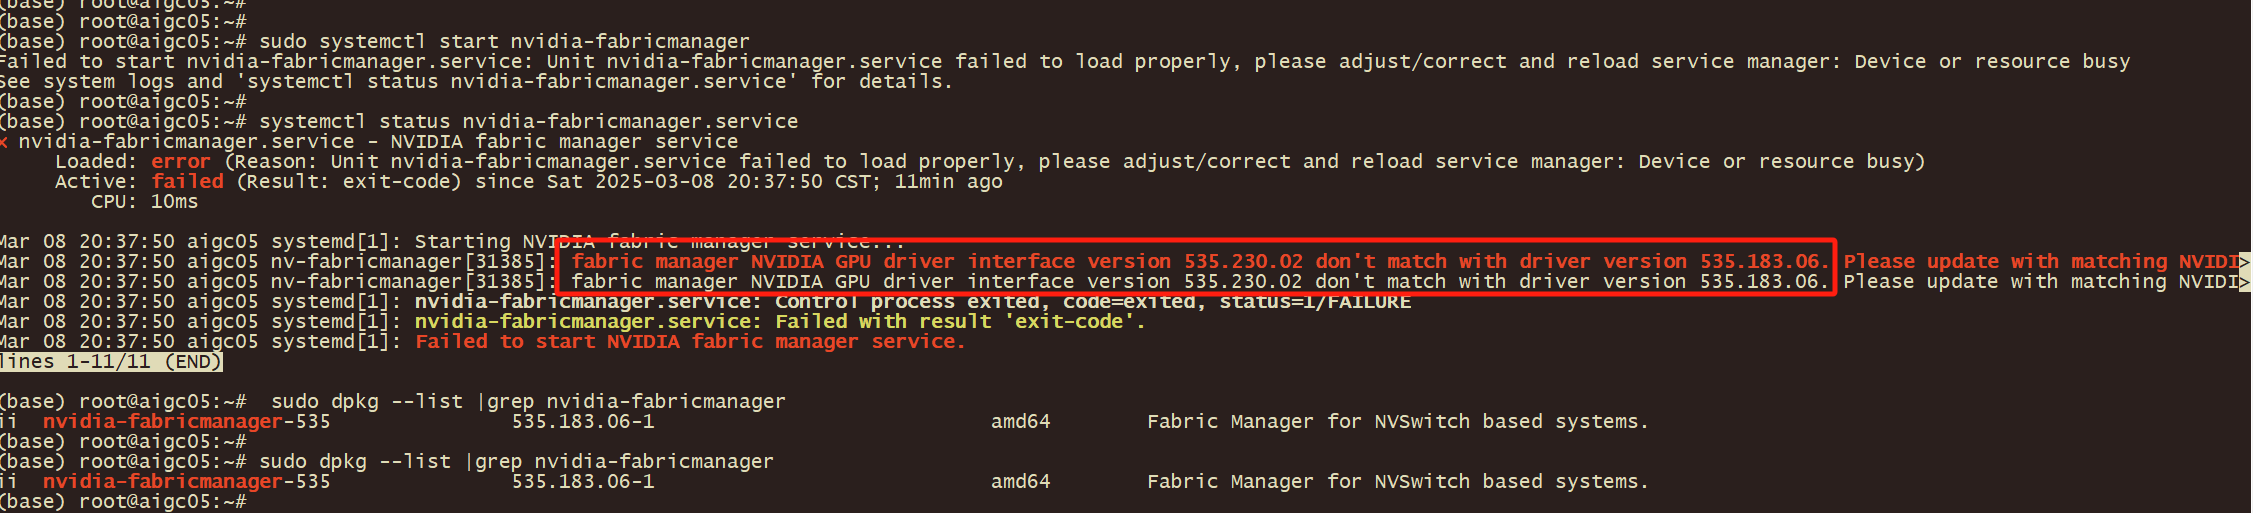 (base) root@aigc05:~#
(base) root@aigc05:~#
(base) root@aigc05:~# sudo systemctl start nvidia-fabricmanager
Failed to start nvidia-fabricmanager.service: Unit nvidia-fabricmanager.service failed to load properly, please adjust/correct and reload service manager: Device or resource busy
See system logs and 'systemctl status nvidia-fabricmanager.service' for details.
(base) root@aigc05:~#
(base) root@aigc05:~# systemctl status nvidia-fabricmanager.service
× nvidia-fabricmanager.service - NVIDIA fabric manager service
Loaded: error (Reason: Unit nvidia-fabricmanager.service failed to load properly, please adjust/correct and reload service manager: Device or resource busy)
Active: failed (Result: exit-code) since Sat 2025-03-08 20:37:50 CST; 11min ago
CPU: 10ms
Mar 08 20:37:50 aigc05 systemd[1]: Starting NVIDIA fabric manager service...
Mar 08 20:37:50 aigc05 nv-fabricmanager[31385]: fabric manager NVIDIA GPU driver interface version 535.230.02 don't match with driver version 535.183.06. Please update with matching NVIDI>
Mar 08 20:37:50 aigc05 nv-fabricmanager[31385]: fabric manager NVIDIA GPU driver interface version 535.230.02 don't match with driver version 535.183.06. Please update with matching NVIDI>
Mar 08 20:37:50 aigc05 systemd[1]: nvidia-fabricmanager.service: Control process exited, code=exited, status=1/FAILURE
Mar 08 20:37:50 aigc05 systemd[1]: nvidia-fabricmanager.service: Failed with result 'exit-code'.
Mar 08 20:37:50 aigc05 systemd[1]: Failed to start NVIDIA fabric manager service.
lines 1-11/11 (END)
(base) root@aigc05:~#  sudo dpkg --list |grep nvidia-fabricmanager
ii  nvidia-fabricmanager-535 535.183.06-1 amd64 Fabric Manager for NVSwitch based systems.
(base) root@aigc05:~#
(base) root@aigc05:~# sudo dpkg --list |grep nvidia-fabricmanager
ii  nvidia-fabricmanager-535 535.183.06-1 amd64 Fabric Manager for NVSwitch based systems.
(base) root@aigc05:~#